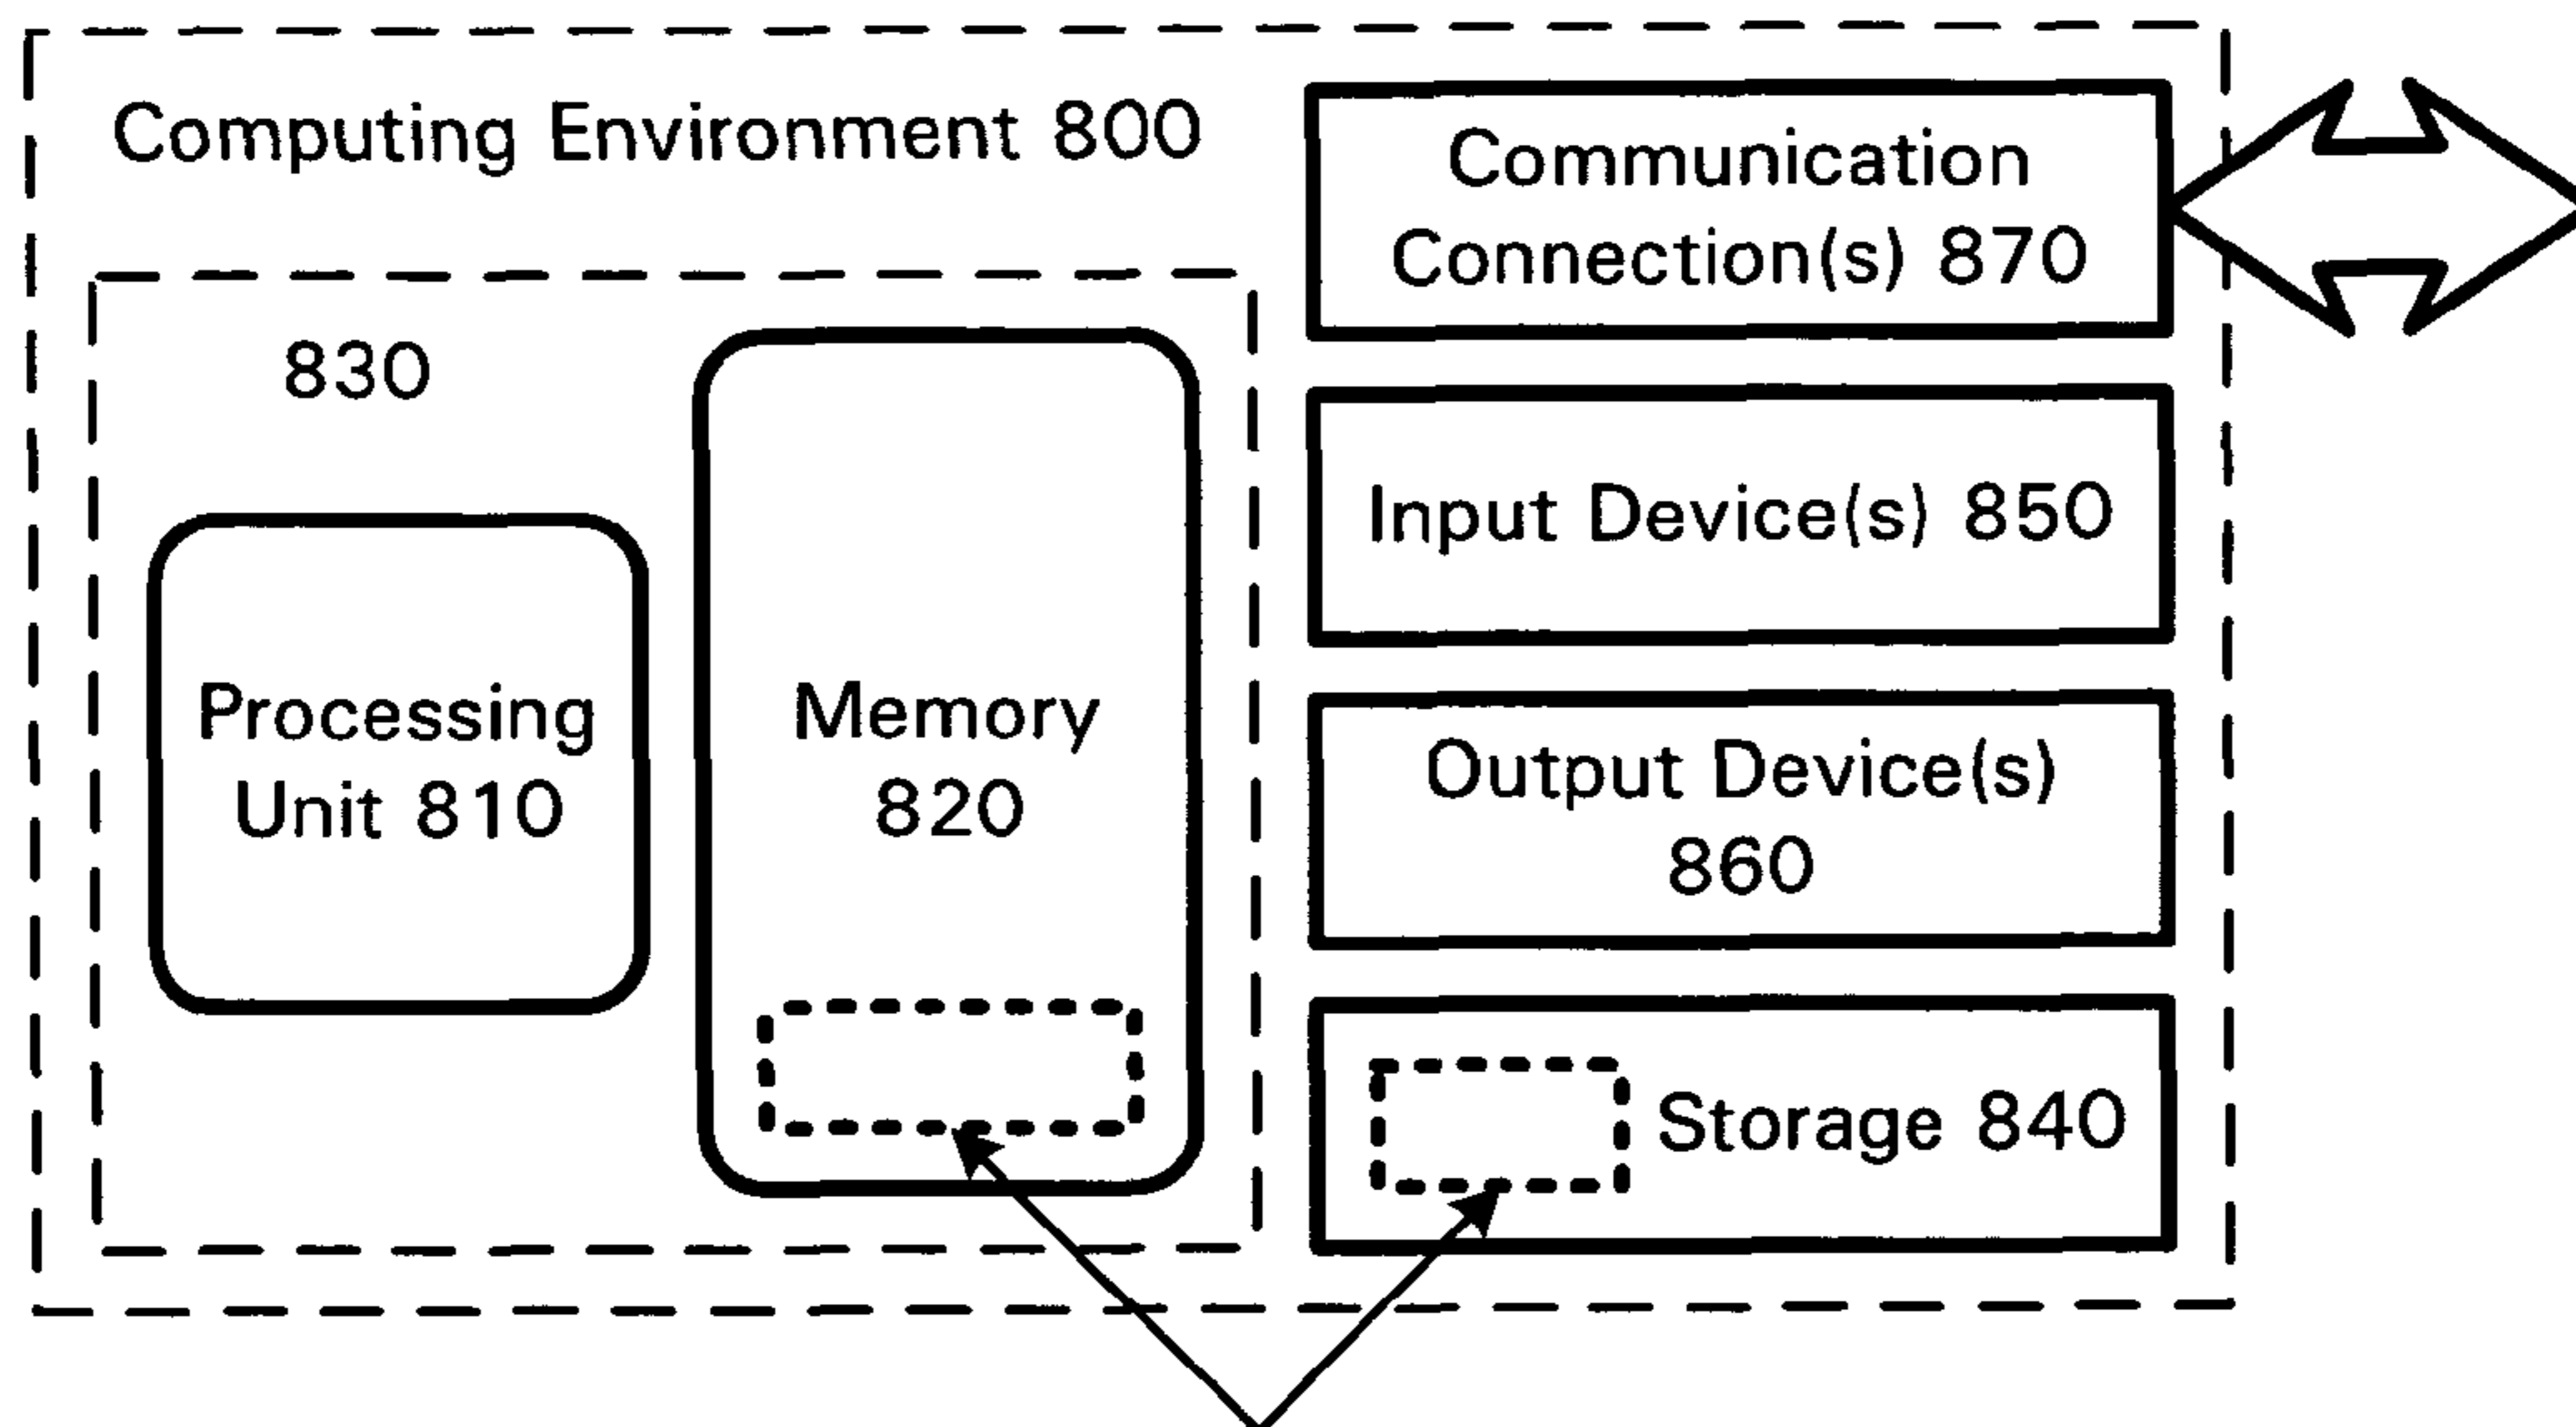 Computing Environment 800
Communication
Connection(s) 870
830
Input Device(s) 850
Processing
Unit 810
Memory
820
Output Device(s)
860
Storage 840